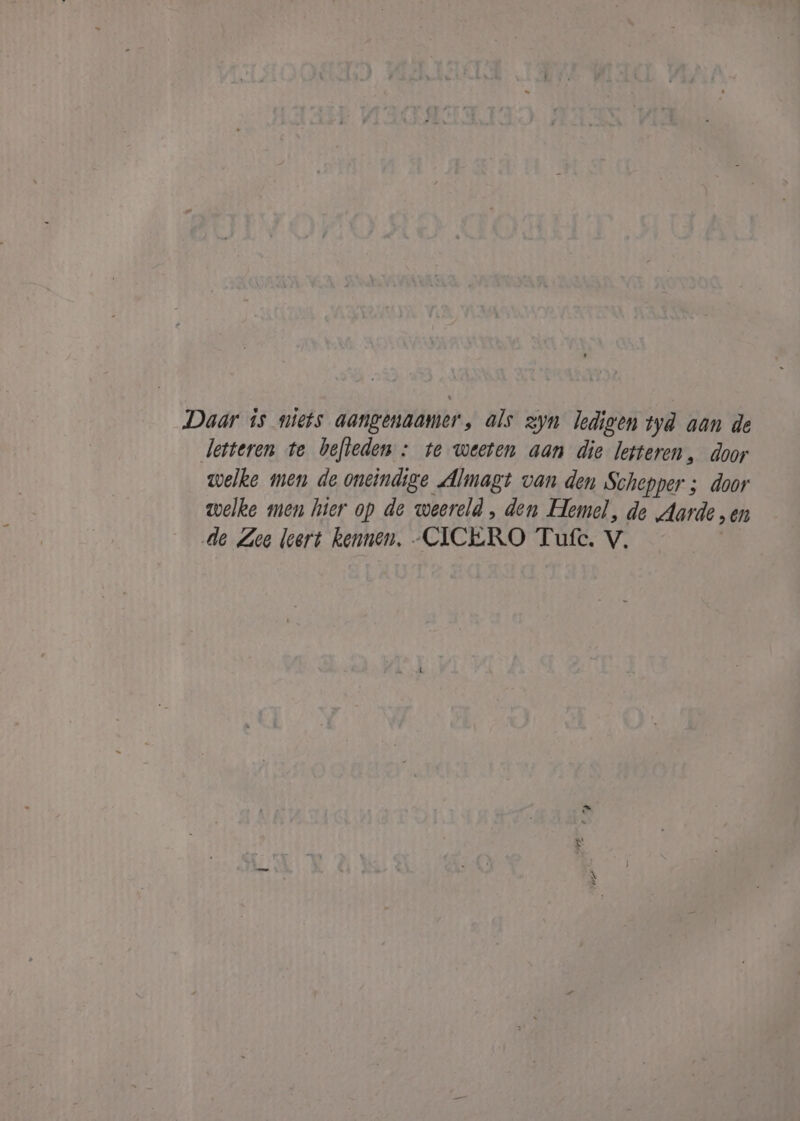 Daar is niets aangenaamer, als zyn ledigen tyd aan de
letteren te beſteden: te weeten aan die letteren, door
welke men de oneindige Almagt van den Schepper; door
welke men hier op de weereld, den Hemel, de Aarde, en
de Zee leert kennen. CICERO Tuſc. V.